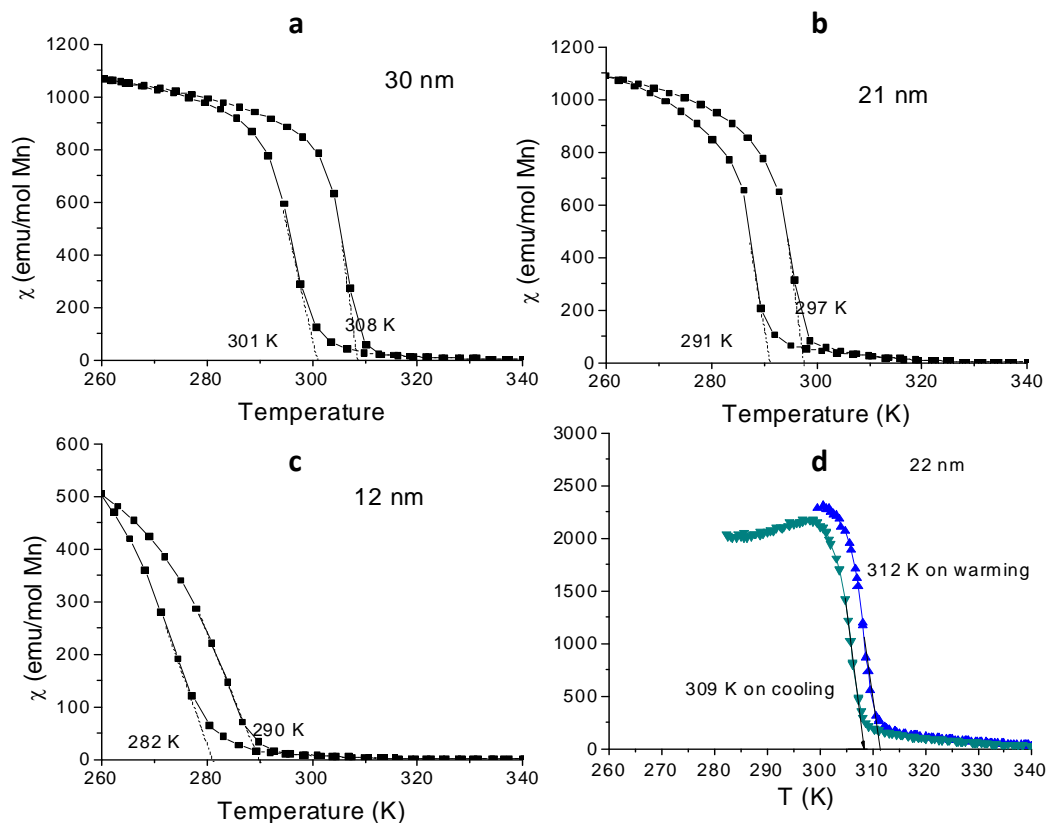 a
30 nm
1200
1000
800
600
400
200
0
χ (emu/mol Mn)
301 K
308 K
260 280 300 320 340
Temperature
b
21 nm
1200
1000
800
600
400
200
0
χ (emu/mol Mn)
291 K
297 K
260 280 300 320 340
Temperature (K)
c
12 nm
600
500
400
300
200
100
0
χ (emu/mol Mn)
282 K
290 K
260 280 300 320 340
Temperature (K)
d
22 nm
3000
2500
2000
1500
1000
500
0
312 K on warming
309 K on cooling
260 270 280 290 300 310 320 330 340
T (K)